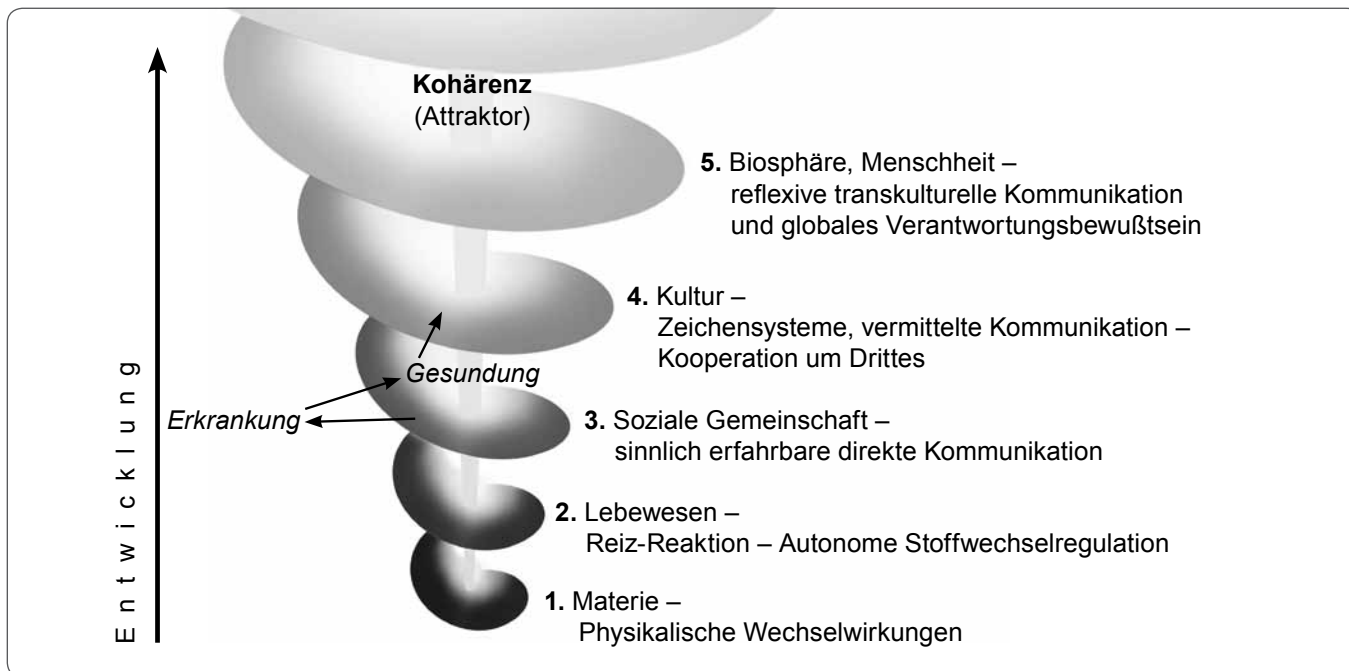 Kohärenz
(Attraktor)
5. Biosphäre, Menschheit –
reflexive transkulturelle Kommunikation
und globales Verantwortungsbewußtsein
4. Kultur –
Zeichensysteme, vermittelte Kommunikation –
Kooperation um Drittes
Gesundung
Erkrankung
3. Soziale Gemeinschaft –
sinnlich erfahrbare direkte Kommunikation
2. Lebewesen –
Reiz-Reaktion – Autonome Stoffwechselregulation
1. Materie –
Physikalische Wechselwirkungen
Entwicklung